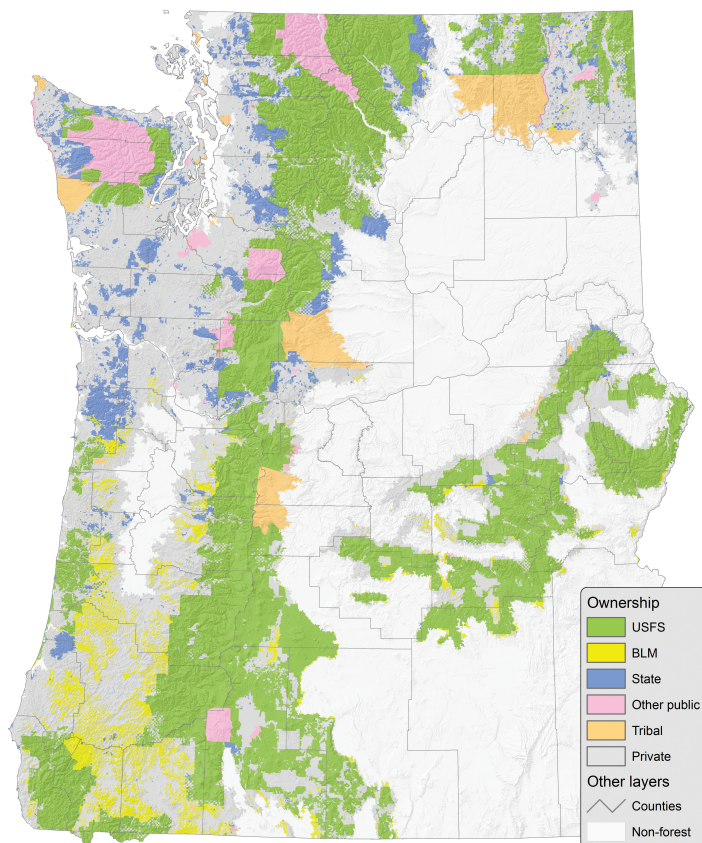 Ownership
USFS
BLM
State
Other public
Tribal
Private
Other layers
Counties
Non-forest